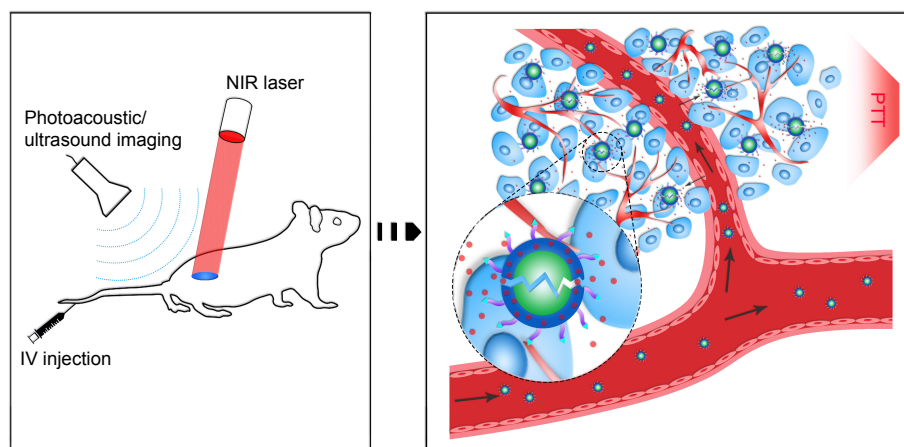 NIR laser
Photoacoustic/
ultrasound imaging
IV injection
PTT